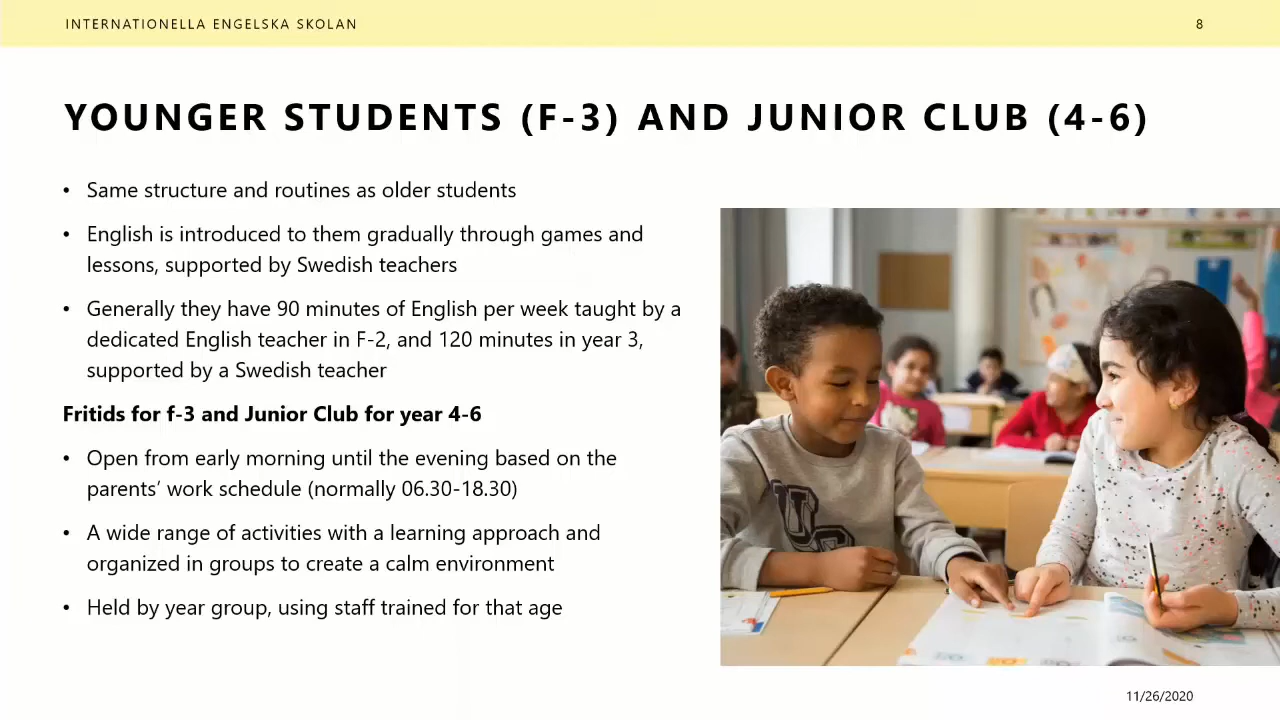 INTERNATIONELLA ENGELSKA SKOLAN
8
YOUNGER STUDENTS (F-3) AND JUNIOR CLUB (4-6)
• Same structure and routines as older students
• English is introduced to them gradually through games and
lessons, supported by Swedish teachers
• Generally they have 90 minutes of English per week taught by a
dedicated English teacher in F-2, and 120 minutes in year 3,
supported by a Swedish teacher
Fritids for f-3 and Junior Club for year 4-6
• Open from early morning until the evening based on the
parents’ work schedule (normally 06.30-18.30)
• A wide range of activities with a learning approach and
organized in groups to create a calm environment
• Held by year group, using staff trained for that age
11/26/2020